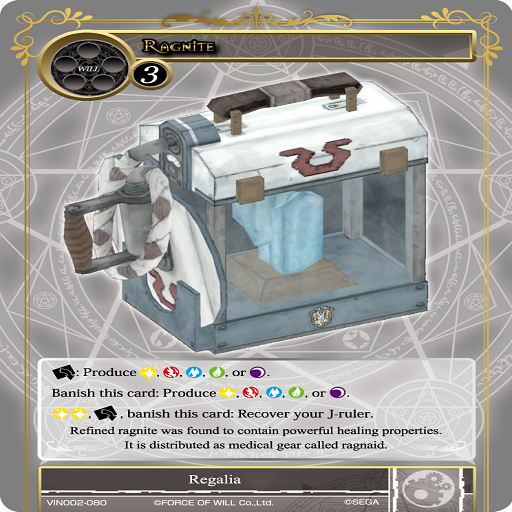 Ragnite
WILL
3
: Produce , , , , or .
Banish this card: Produce , , , , or .
, , banish this card: Recover your J-ruler.
Refined ragnite was found to contain powerful healing properties.
It is distributed as medical gear called ragnaid.
Regalia
VIN002-080 ©FORCE OF WILL Co.,Ltd. ©SEGA